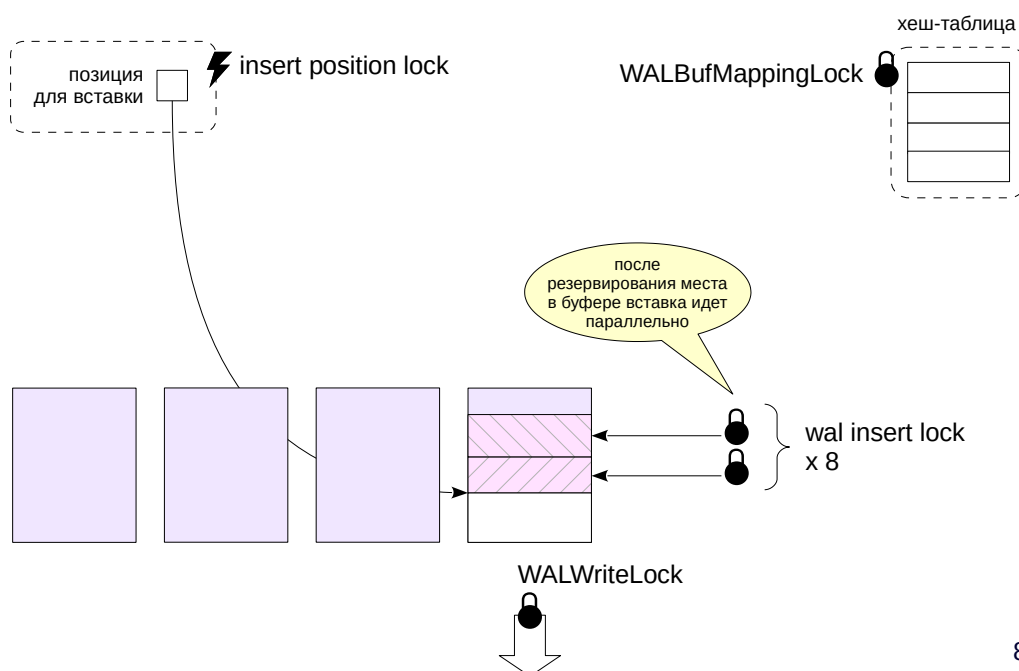 хеш-таблица
позиция
для вставки
insert position lock
WALBufMappingLock
после
резервирования места
в буфере вставка идет
параллельно
wal insert lock
x 8
WALWriteLock
8